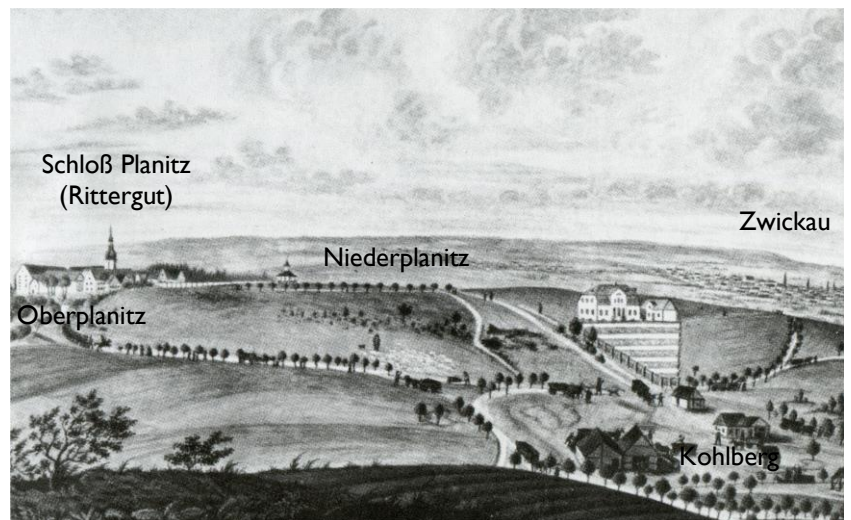 Schloß Planitz
(Rittergut)
Zwickau
Niederplanitz
Oberplanitz
Kohlberg